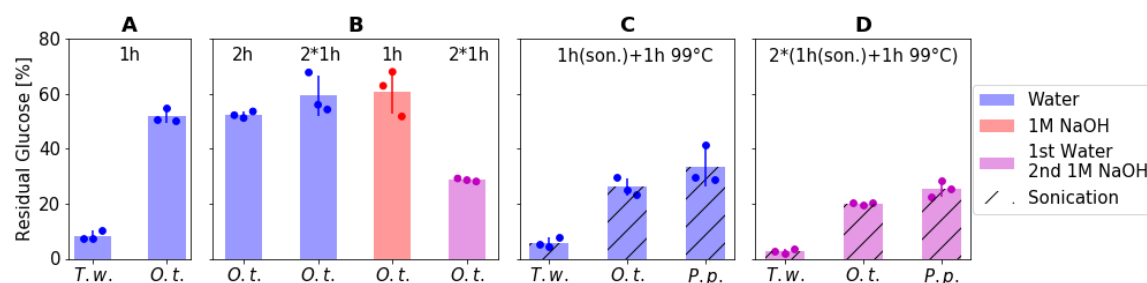 A B C D
Residual Glucose [%]
80
60
40
20
0
1h
T.w. O.t.
2h 2*1h 1h 2*1h
O.t. O.t. O.t. O.t.
1h(son.)+1h 99°C
T.w. O.t. P.p.
2*(1h(son.)+1h 99°C)
T.w. O.t. P.p.
Water
1M NaOH
1st Water
2nd 1M NaOH
Sonication